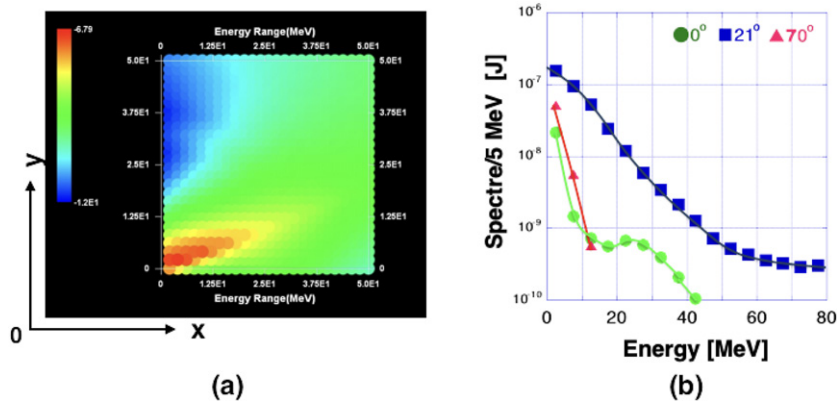 -6.79
-1.2E1
Energy Range(MeV)
0 1.25E1 2.5E1 3.75E1 5.0E1
5.0E1 5.0E1
3.75E1 3.75E1
2.5E1 2.5E1
1.25E1 1.25E1
0 0
0 1.25E1 2.5E1 3.75E1 5.0E1
Energy Range(MeV)
y
0
x
(a)
Spectre/5 MeV [J]
10-6
10-7
10-8
10-9
10-10
0° 21° 70°
0 20 40 60 80
Energy [MeV]
(b)